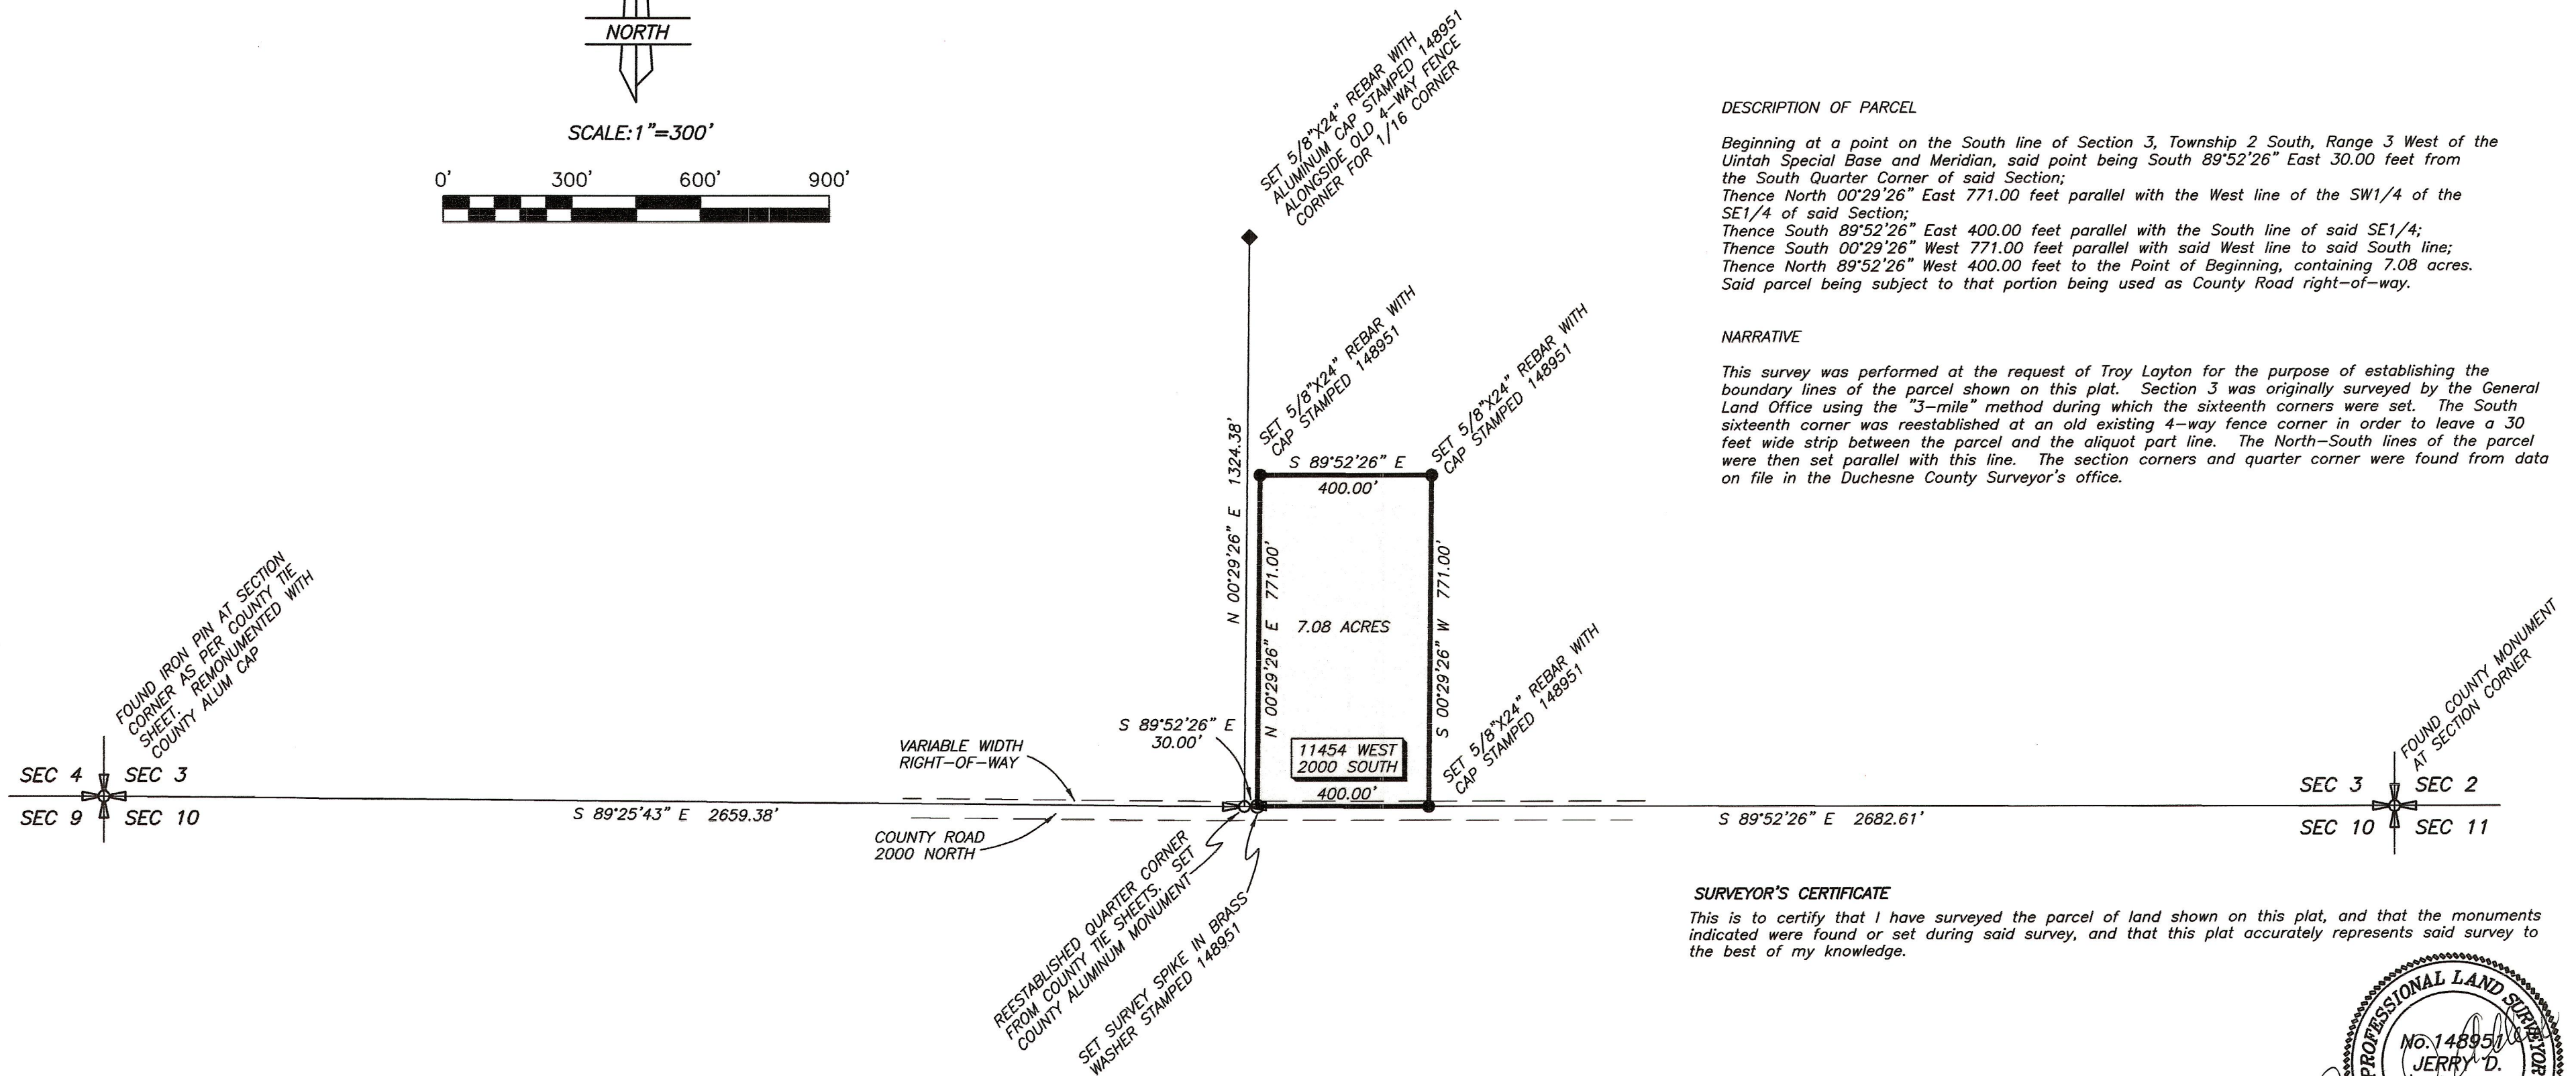 NORTH
SCALE: 1"=300'
0' 300' 600' 900'
SET 5/8"X24" REBAR WITH
ALUMINUM CAP STAMPED 148951
ALONGSIDE OLD 4-WAY FENCE
CORNER FOR 1/16 CORNER
DESCRIPTION OF PARCEL
Beginning at a point on the South line of Section 3, Township 2 South, Range 3 West of the
Uintah Special Base and Meridian, said point being South 89°52'26" East 30.00 feet from
the South Quarter Corner of said Section;
Thence North 00°29'26" East 771.00 feet parallel with the West line of the SW1/4 of the
SE1/4 of said Section;
Thence South 89°52'26" East 400.00 feet parallel with the South line of said SE1/4;
Thence South 00°29'26" West 771.00 feet parallel with said West line to said South line;
Thence North 89°52'26" West 400.00 feet to the Point of Beginning, containing 7.08 acres.
Said parcel being subject to that portion being used as County Road right-of-way.
NARRATIVE
This survey was performed at the request of Troy Layton for the purpose of establishing the
boundary lines of the parcel shown on this plat. Section 3 was originally surveyed by the General
Land Office using the "3-mile" method during which the sixteenth corners were set. The South
sixteenth corner was reestablished at an old existing 4-way fence corner in order to leave a 30
feet wide strip between the parcel and the aliquot part line. The North-South lines of the parcel
were then set parallel with this line. The section corners and quarter corner were found from data
on file in the Duchesne County Surveyor's office.
SET 5/8"X24" REBAR WITH
CAP STAMPED 148951
SET 5/8"X24" REBAR WITH
CAP STAMPED 148951
N 00°29'26" E 1324.38'
S 89°52'26" E
400.00'
N 00°29'26" E 771.00'
7.08 ACRES
S 00°29'26" W 771.00'
11454 WEST
2000 SOUTH
400.00'
SET 5/8"X24" REBAR WITH
CAP STAMPED 148951
S 89°52'26" E
30.00'
VARIABLE WIDTH
RIGHT-OF-WAY
COUNTY ROAD
2000 NORTH
FOUND IRON PIN AT SECTION
CORNER AS PER COUNTY TIE
SHEET. REMONUMENTED WITH
COUNTY ALUM CAP
SEC 4 SEC 3
SEC 9 SEC 10
S 89°25'43" E 2659.38'
S 89°52'26" E 2682.61'
FOUND COUNTY MONUMENT
AT SECTION CORNER
SEC 3 SEC 2
SEC 10 SEC 11
REESTABLISHED QUARTER CORNER
FROM COUNTY TIE SHEETS. SET
COUNTY ALUMINUM MONUMENT
SET SURVEY SPIKE IN BRASS
WASHER STAMPED 148951
SURVEYOR'S CERTIFICATE
This is to certify that I have surveyed the parcel of land shown on this plat, and that the monuments
indicated were found or set during said survey, and that this plat accurately represents said survey to
the best of my knowledge.
PROFESSIONAL LAND SURVEYOR
No. 148951
JERRY D.